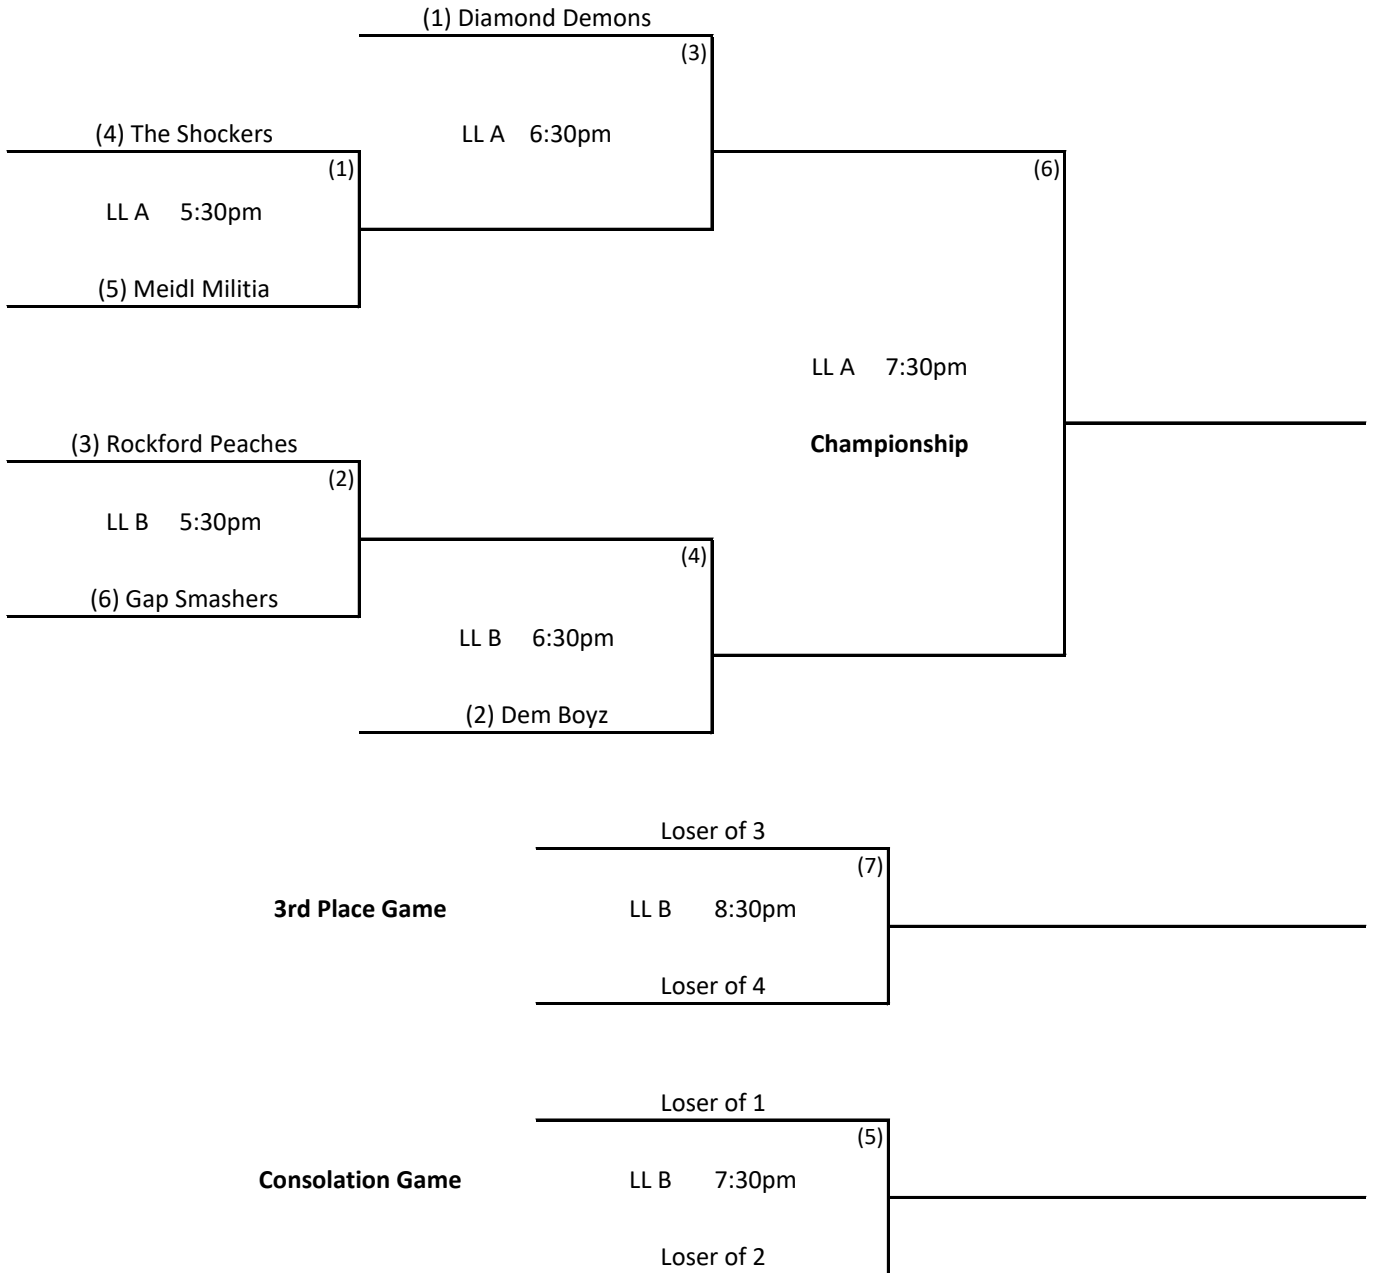 (1) Diamond Demons
(3)
(4) The Shockers
LL A 6:30pm
(1)
(6)
LL A 5:30pm
(5) Meidl Militia
LL A 7:30pm
(3) Rockford Peaches
Championship
(2)
LL B 5:30pm
(4)
(6) Gap Smashers
LL B 6:30pm
(2) Dem Boyz
Loser of 3
(7)
3rd Place Game
LL B 8:30pm
Loser of 4
Loser of 1
(5)
Consolation Game
LL B 7:30pm
Loser of 2